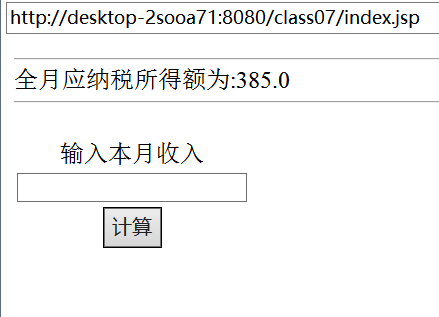 http://desktop-2sooa71:8080/class07/index.jsp
全月应纳税所得额为:385.0
输入本月收入
计算